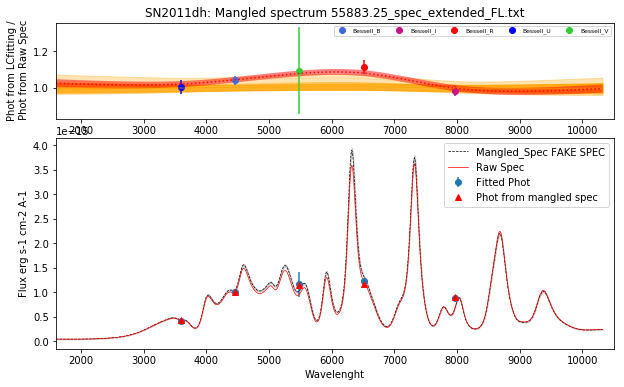 SN2011dh: Mangled spectrum 55883.25_spec_extended_FL.txt
Phot from LCfitting /
Phot from Raw Spec
1.2
1.0
Bessell_B
Bessell_I
Bessell_R
Bessell_U
Bessell_V
2000 3000 4000 5000 6000 7000 8000 9000 10000
Flux erg s-1 cm-2 A-1
4.0
3.5
3.0
2.5
2.0
1.5
1.0
0.5
0.0
Mangled_Spec FAKE SPEC
Raw Spec
Fitted Phot
Phot from mangled spec
2000 3000 4000 5000 6000 7000 8000 9000 10000
Wavelenght